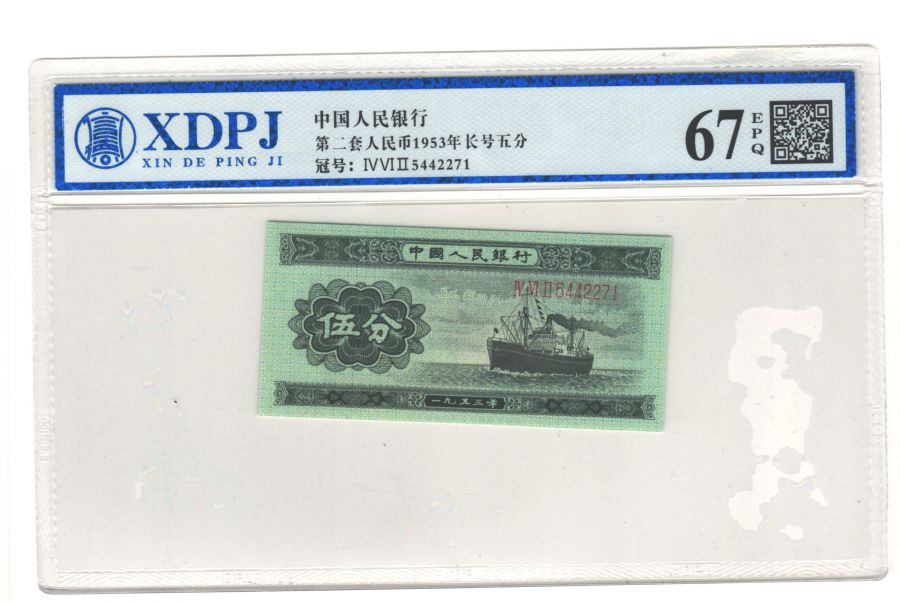 XDPJ
XIN DE PING JI
中国人民银行
第二套人民币1953年长号五分
冠号：ⅣⅥⅡ5442271
67
EPQ
中國人民銀行
ⅣⅥⅡ5442271
伍分
一九五三年